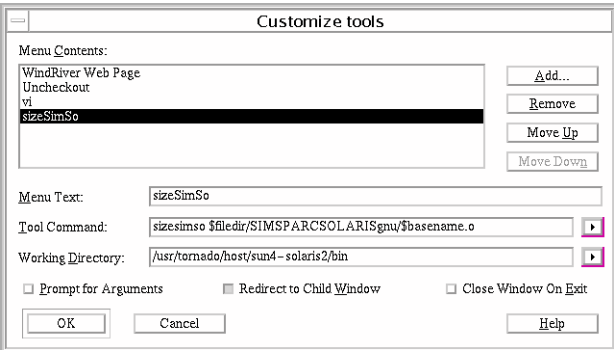 Customize tools
Menu Contents:
WindRiver Web Page
Uncheckout
vi
sizeSimSo
Add...
Remove
Move Up
Move Down
Menu Text:
sizeSimSo
Tool Command:
sizesimso $filedir/SIMSPARCSOLARISgnu/$basename.o
Working Directory:
/usr/tornado/host/sun4-solaris2/bin
Prompt for Arguments
Redirect to Child Window
Close Window On Exit
OK
Cancel
Help